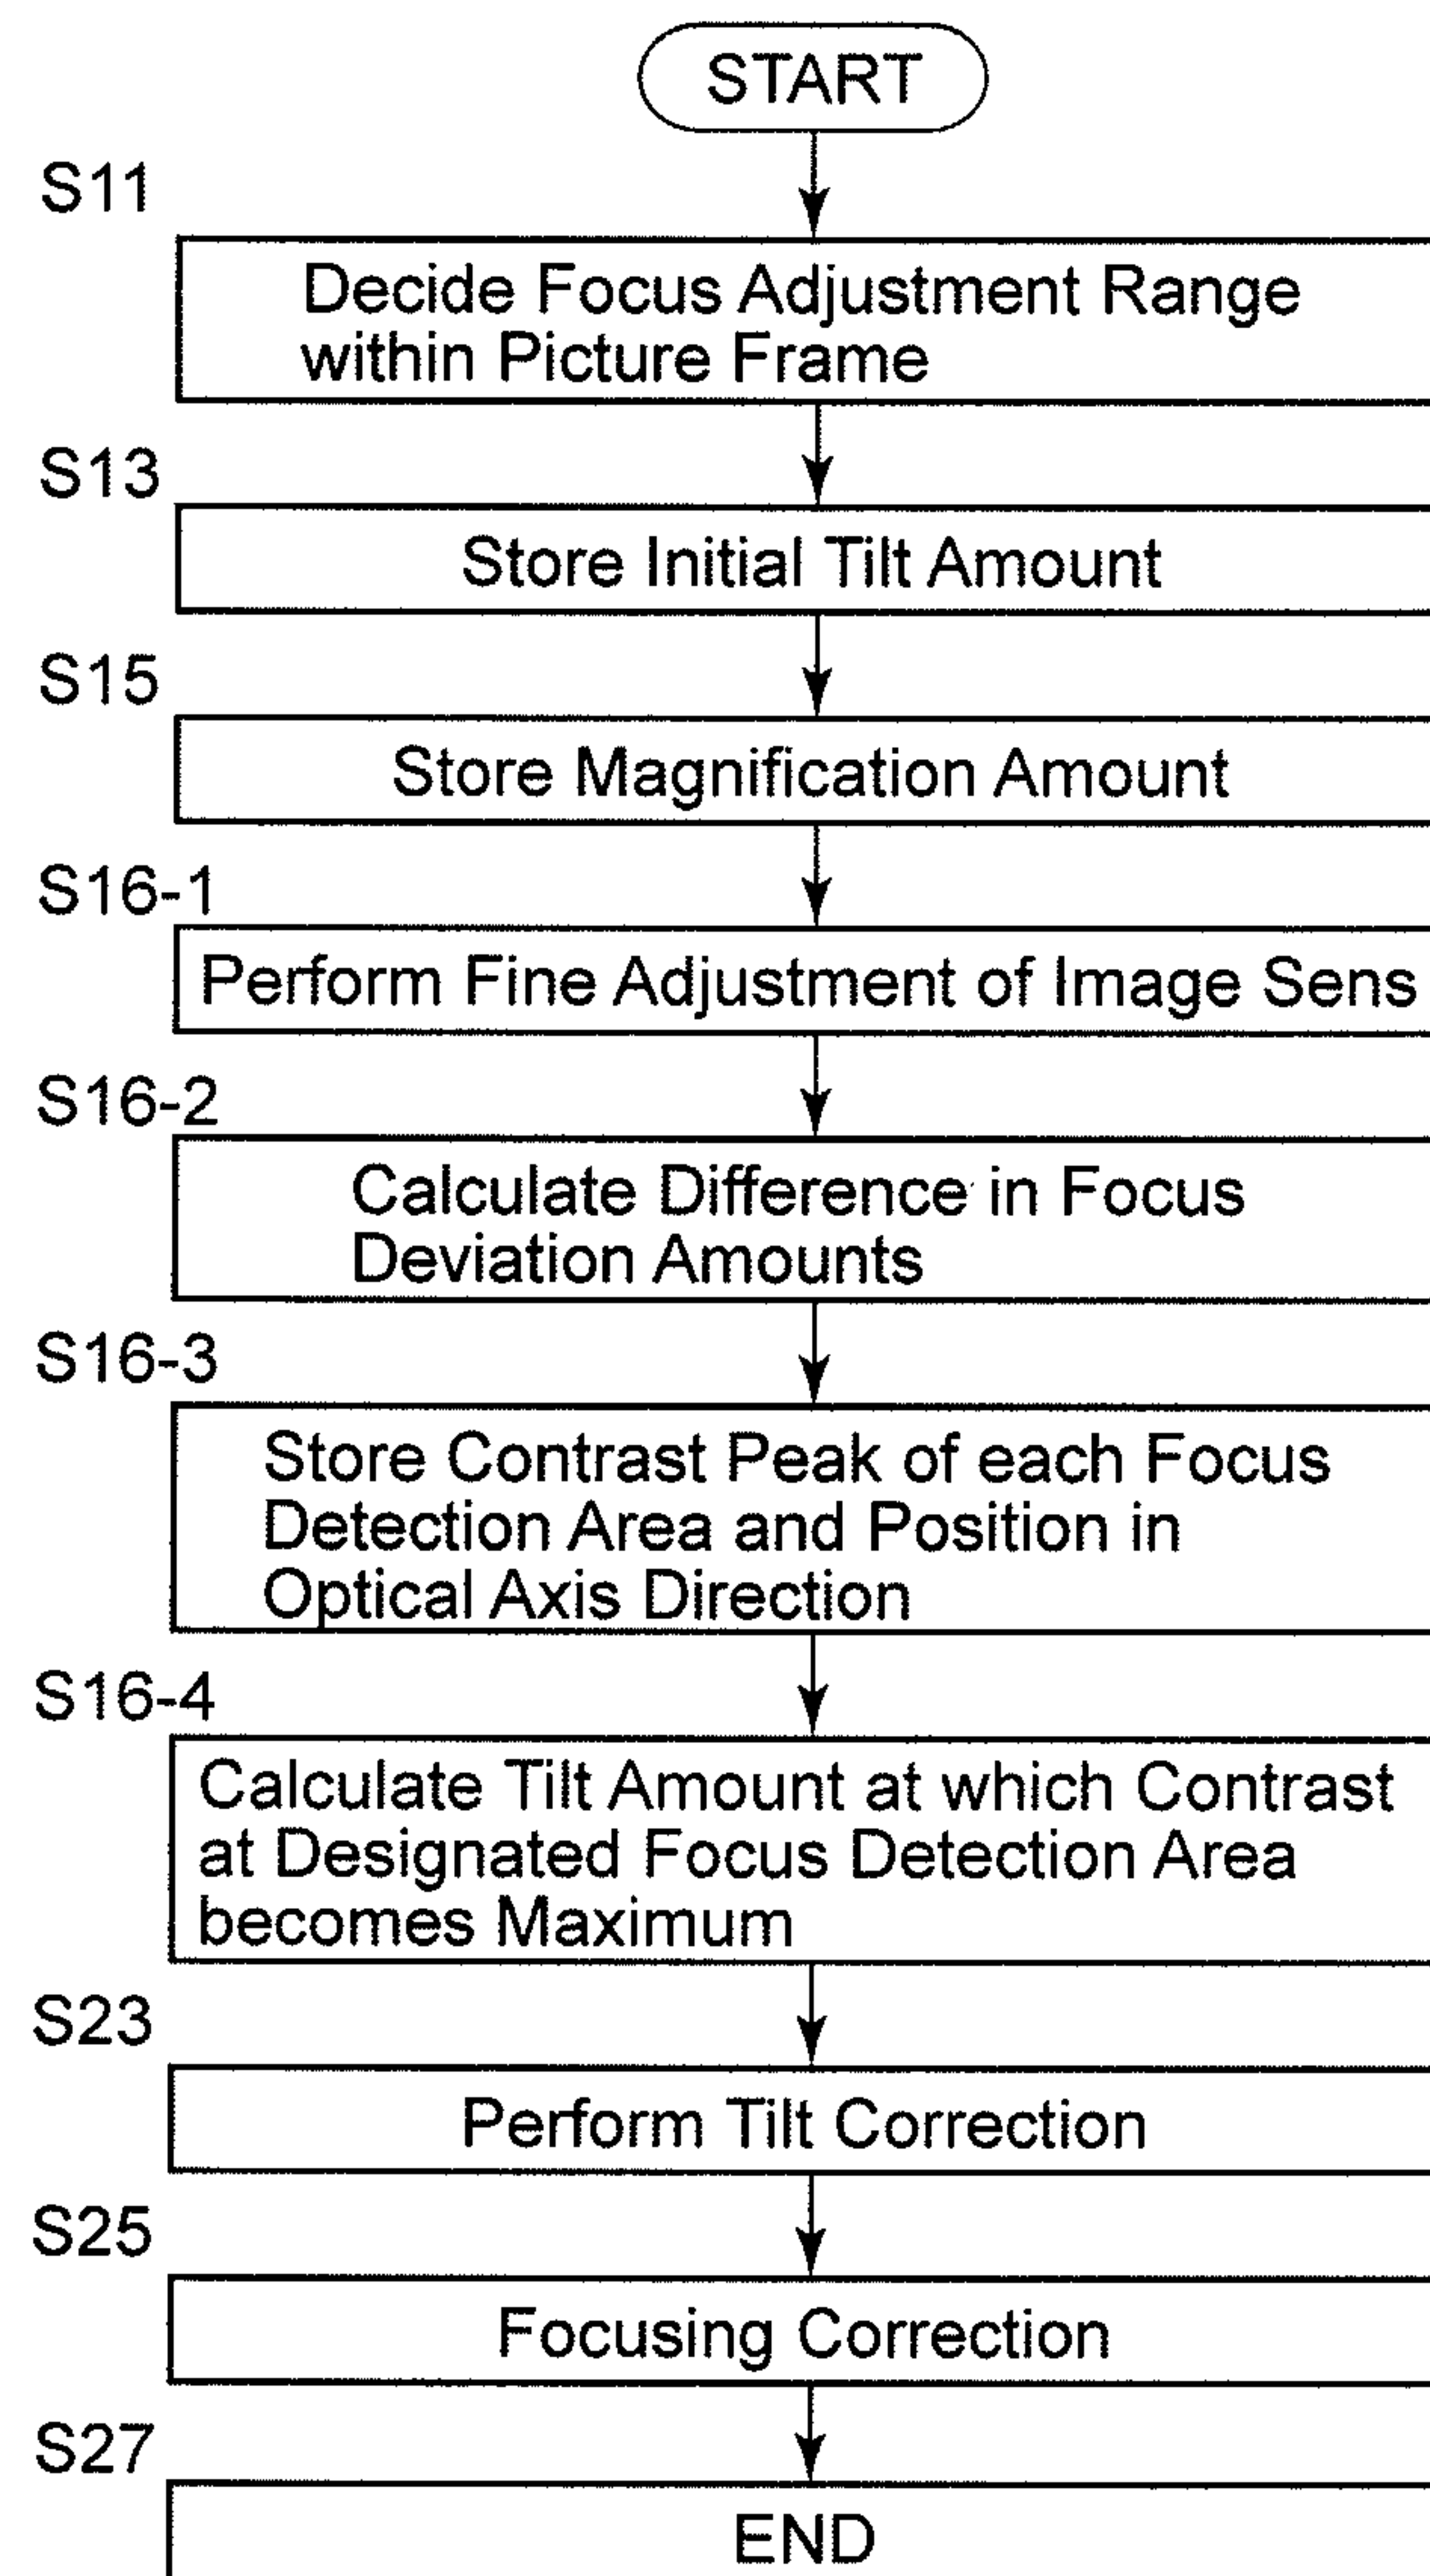 START
S11
Decide Focus Adjustment Range
within Picture Frame
S13
Store Initial Tilt Amount
S15
Store Magnification Amount
S16-1
Perform Fine Adjustment of Image Sens
S16-2
Calculate Difference in Focus
Deviation Amounts
S16-3
Store Contrast Peak of each Focus
Detection Area and Position in
Optical Axis Direction
S16-4
Calculate Tilt Amount at which Contrast
at Designated Focus Detection Area
becomes Maximum
S23
Perform Tilt Correction
S25
Focusing Correction
S27
END